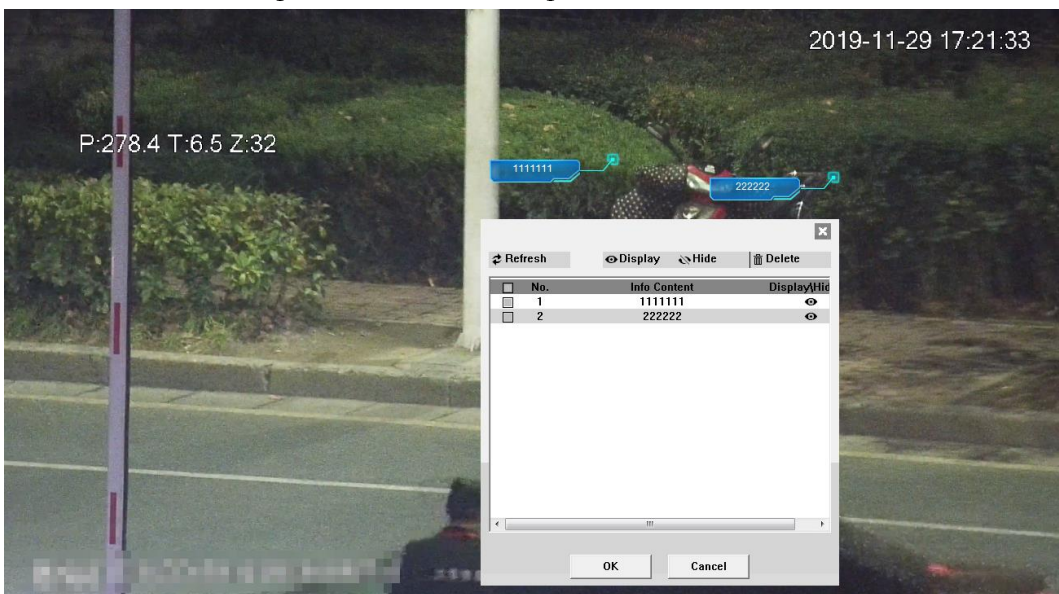 2019-11-29 17:21:33
P:278.4 T:6.5 Z:32
1111111
222222
Refresh Display Hide Delete
No. Info Content Display\Hid
1 1111111
2 222222
OK Cancel